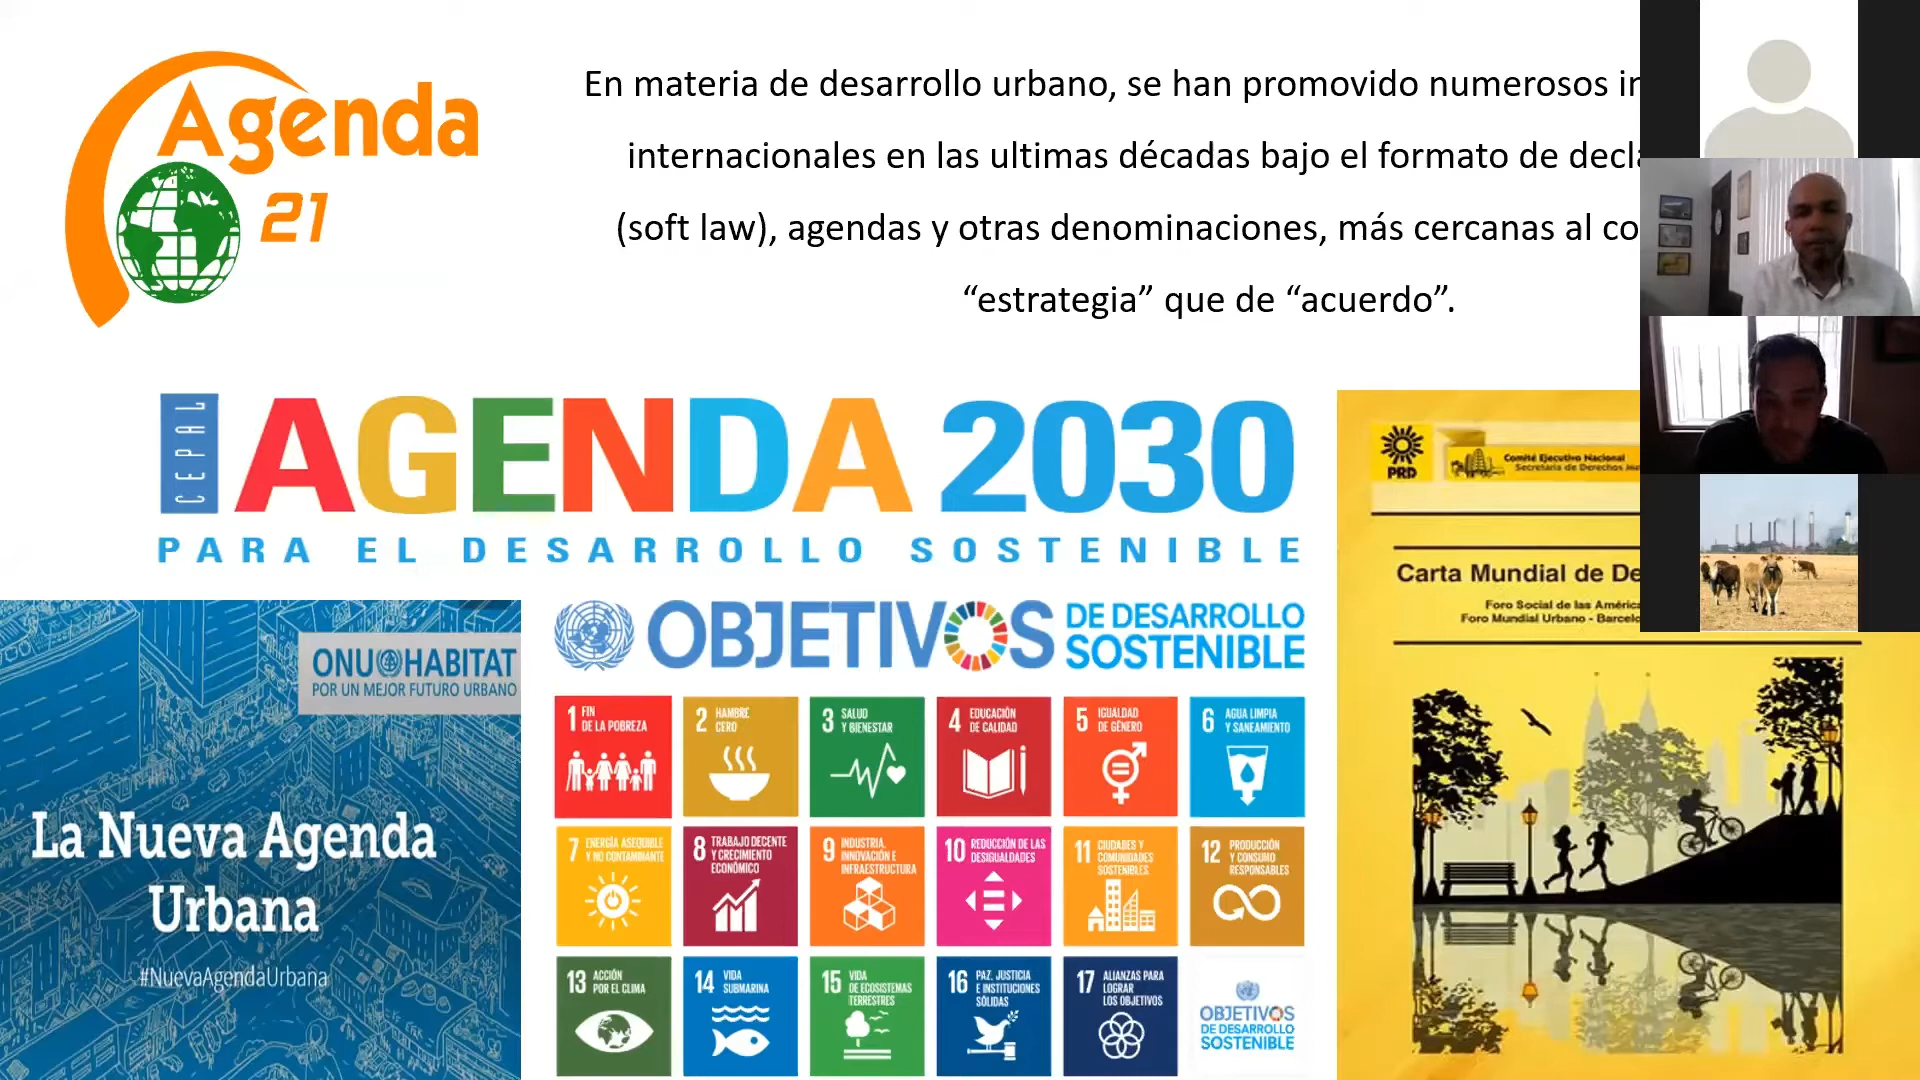 Agenda
21
En materia de desarrollo urbano, se han promovido numerosos
internacionales en las ultimas décadas bajo el formato de
(soft law), agendas y otras denominaciones, más cercanas al
“estrategia” que de “acuerdo”.
CEPAL
AGENDA 2030
PARA EL DESARROLLO SOSTENIBLE
ONU HABITAT
POR UN MEJOR FUTURO URBANO
La Nueva Agenda
Urbana
#NuevaAgendaUrbana
OBJETIVOS
DE DESARROLLO
SOSTENIBLE
1 FIN
DE LA POBREZA
2 HAMBRE
CERO
3 SALUD
Y BIENESTAR
4 EDUCACIÓN
DE CALIDAD
5 IGUALDAD
DE GÉNERO
6 AGUA LIMPIA
Y SANEAMIENTO
7 ENERGÍA ASEQUIBLE
Y NO CONTAMINANTE
8 TRABAJO DECENTE
Y CRECIMIENTO
ECONÓMICO
9 INDUSTRIA,
INNOVACIÓN E
INFRAESTRUCTURA
10 REDUCCIÓN DE LAS
DESIGUALDADES
11 CIUDADES Y
COMUNIDADES
SOSTENIBLES
12 PRODUCCIÓN
Y CONSUMO
RESPONSABLES
13 ACCIÓN
POR EL CLIMA
14 VIDA
SUBMARINA
15 VIDA
DE ECOSISTEMAS
TERRESTRES
16 PAZ, JUSTICIA
E INSTITUCIONES
SÓLIDAS
17 ALIANZAS PARA
LOGRAR
LOS OBJETIVOS
OBJETIVOS
DE DESARROLLO
SOSTENIBLE
PRD
Comité Ejecutivo Nacional
Secretaría de Derechos
Carta Mundial de
Foro Social de las
Foro Mundial Urbano -